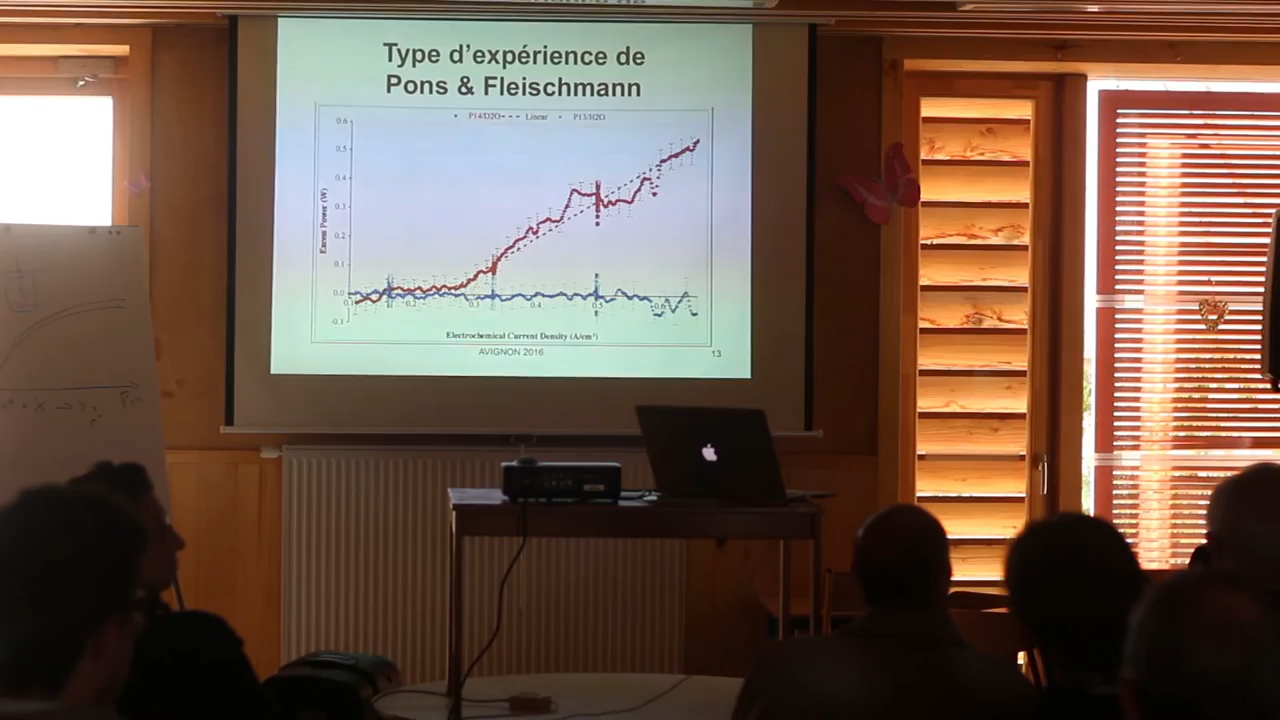 Type d'expérience de
Pons & Fleischmann
P14/D2O Linear P13/H2O
0.6
0.5
0.4
0.3
0.2
0.1
0.0
-0.1
Excess Power (W)
0.2 0.3 0.4 0.5 0.6
Electrochemical Current Density (A/cm²)
AVIGNON 2016
13